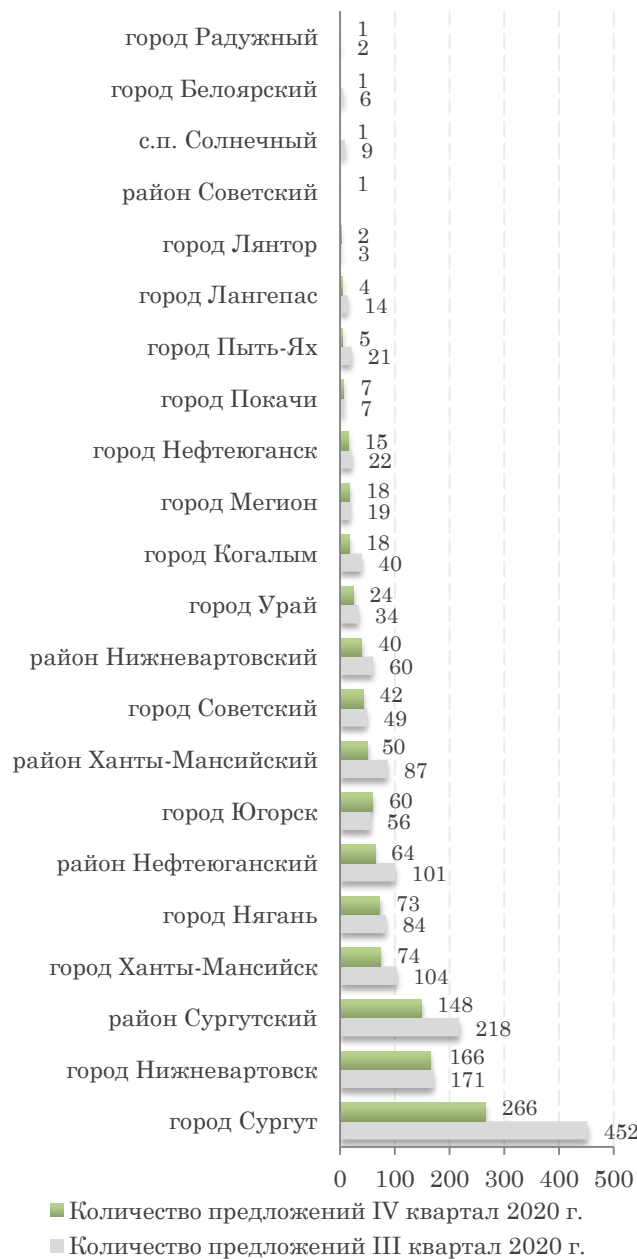 город Радужный 1
2
город Белоярский 1
6
с.п. Солнечный 1
9
район Советский 1
город Лянтор 2
3
город Лангепас 4
14
город Пыть-Ях 5
21
город Покачи 7
7
город Нефтеюганск 15
22
город Мегион 18
19
город Когалым 18
40
город Урай 24
34
район Нижневартовский 40
60
город Советский 42
49
район Ханты-Мансийский 50
87
город Югорск 60
56
район Нефтеюганский 64
101
город Нягань 73
84
город Ханты-Мансийск 74
104
район Сургутский 148
218
город Нижневартовск 166
171
город Сургут 266
452
0 100 200 300 400 500
Количество предложений IV квартал 2020 г.
Количество предложений III квартал 2020 г.